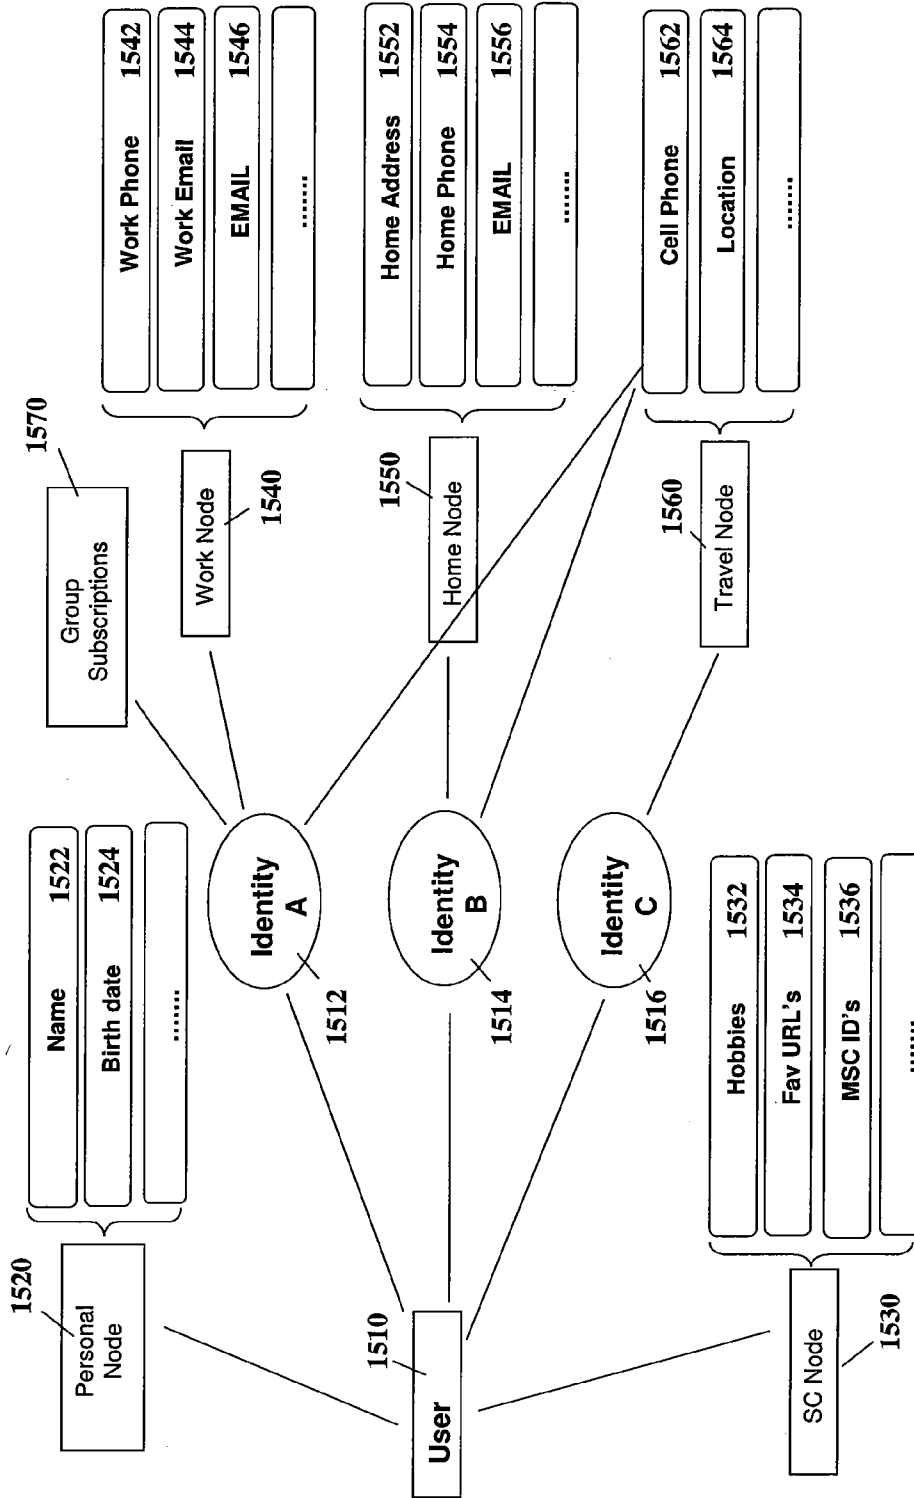 1520
Personal
Node
Name 1522
Birth date 1524
.......
1570
Group
Subscriptions
Work Node
1540
Work Phone 1542
Work Email 1544
EMAIL 1546
.......
User
1510
Identity
A
1512
Identity
B
1514
Identity
C
1516
Home Node
1550
Home Address 1552
Home Phone 1554
EMAIL 1556
.......
Travel Node
1560
Cell Phone 1562
Location 1564
.......
SC Node
1530
Hobbies 1532
Fav URL's 1534
MSC ID's 1536
.......